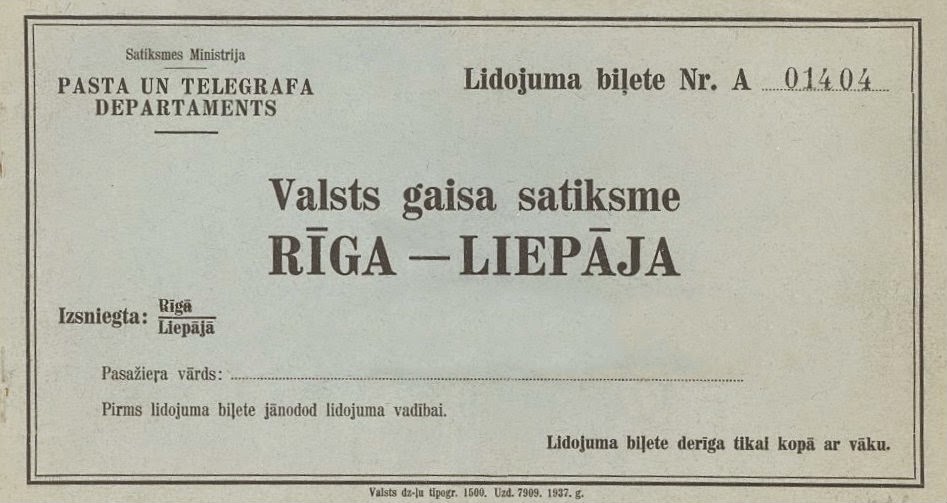 Satiksmes Ministrija
PASTA UN TELEGRAFA
DEPARTAMENTS
Lidojuma biļete Nr. A 01404
Valsts gaisa satiksme
RĪGA — LIEPĀJA
Izsniegta: Rīgā
Liepājā
Pasažieŗa vārds:
Pirms lidojuma biļete jānodod lidojuma vadībai.
Lidojuma biļete derīga tikai kopā ar vāku.
Valsts dz-ļu tipogr. 1500. Uzd. 7909. 1937. g.